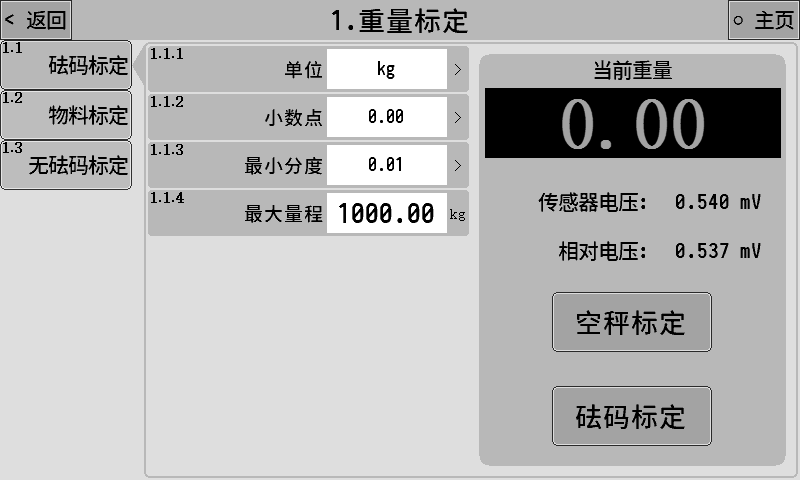 < 返回
1.重量标定
○ 主页
1.1 砝码标定
1.2 物料标定
1.3 无砝码标定
1.1.1 单位 kg >
1.1.2 小数点 0.00 >
1.1.3 最小分度 0.01 >
1.1.4 最大量程 1000.00 kg
当前重量
0.00
传感器电压: 0.540 mV
相对电压: 0.537 mV
空秤标定
砝码标定